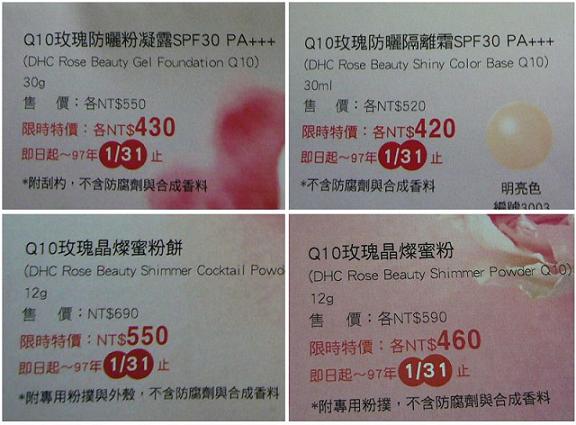 Q10玫瑰防曬粉凝露SPF30 PA+++
(DHC Rose Beauty Gel Foundation Q10)
30g
售　價：各NT$550
限時特價：各NT$430
即日起～97年 1/31 止
*附刮杓，不含防腐劑與合成香料
Q10玫瑰防曬隔離霜SPF30 PA+++
(DHC Rose Beauty Shiny Color Base Q10)
30ml
售　價：各NT$520
限時特價：各NT$420
即日起～97年 1/31 止
*不含防腐劑與合成香料
明亮色
編號3003
Q10玫瑰晶燦蜜粉餅
(DHC Rose Beauty Shimmer Cocktail Powd
12g
售　價：NT$690
限時特價：NT$550
即日起～97年 1/31 止
*附專用粉撲與外殼，不含防腐劑與合成香料
Q10玫瑰晶燦蜜粉
(DHC Rose Beauty Shimmer Powder Q10)
12g
售　價：各NT$590
限時特價：各NT$460
即日起～97年 1/31 止
*附專用粉撲，不含防腐劑與合成香料